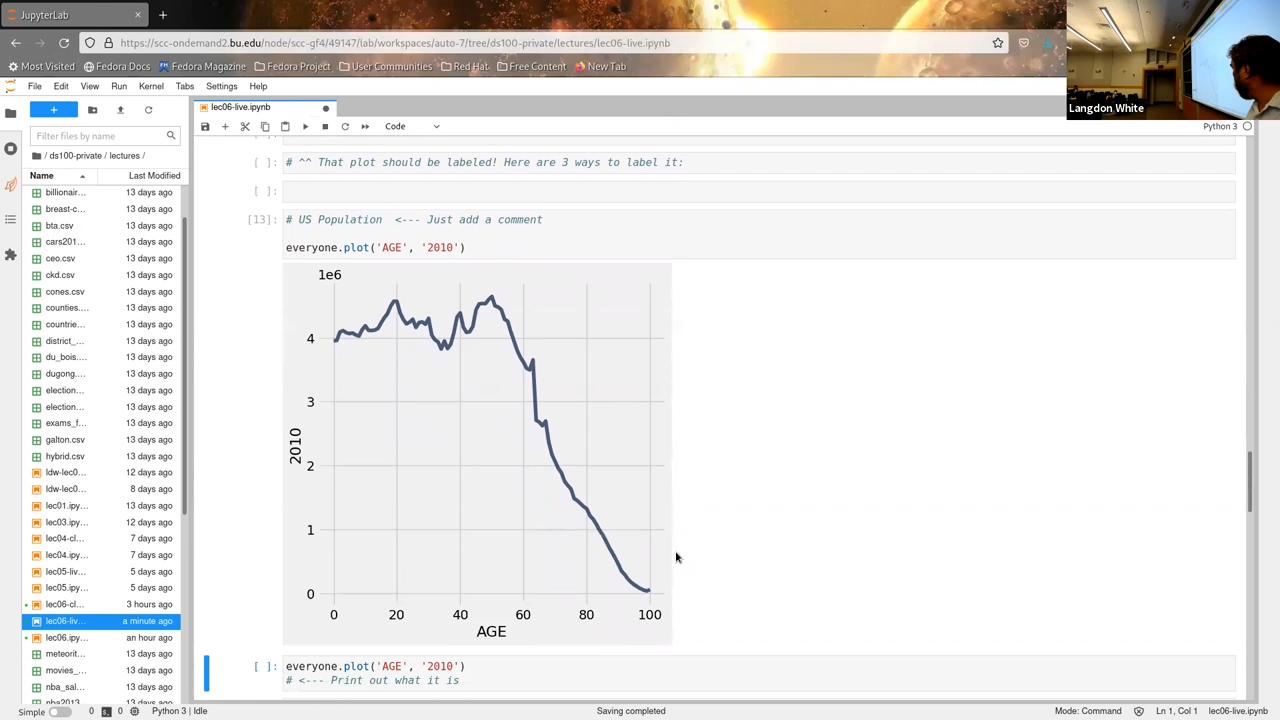 JupyterLab
https://scc-ondemand2.bu.edu/node/scc-gf4/49147/lab/workspaces/auto-7/tree/ds100-private/lectures/lec06-live.ipynb
Most Visited Fedora Docs Fedora Magazine Fedora Project User Communities Red Hat Free Content New Tab
Langdon White
File Edit View Run Kernel Tabs Settings Help
lec06-live.ipynb
Filter files by name
Code
Python 3
/ ds100-private / lectures /
Name Last Modified
billionair... 13 days ago
breast-c... 13 days ago
bta.csv 13 days ago
cars201... 13 days ago
ceo.csv 13 days ago
ckd.csv 13 days ago
cones.csv 13 days ago
counties.... 13 days ago
countrie... 13 days ago
district_... 13 days ago
du_bois.... 13 days ago
dugong.... 13 days ago
election... 13 days ago
election... 13 days ago
exams_f... 13 days ago
galton.csv 13 days ago
hybrid.csv 13 days ago
ldw-lec0... 12 days ago
ldw-lec0... 8 days ago
lec01.ipy... 13 days ago
lec03.ipy... 12 days ago
lec04-cl... 7 days ago
lec04.ipy... 7 days ago
lec05-liv... 5 days ago
lec05.ipy... 5 days ago
lec06-cl... 3 hours ago
lec06-liv... a minute ago
lec06.ipy... an hour ago
meteorit... 13 days ago
movies_... 13 days ago
nba_sal... 13 days ago
nba2013... 13 days ago
[ ]: # ^^ That plot should be labeled! Here are 3 ways to label it:
[ ]:
[13]: # US Population <--- Just add a comment
everyone.plot('AGE', '2010')
1e6
4
3
2
1
0
2010
0 20 40 60 80 100
AGE
[ ]: everyone.plot('AGE', '2010')
# <--- Print out what it is
Simple 0 0 Python 3 | Idle Saving completed Mode: Command Ln 1, Col 1 lec06-live.ipynb